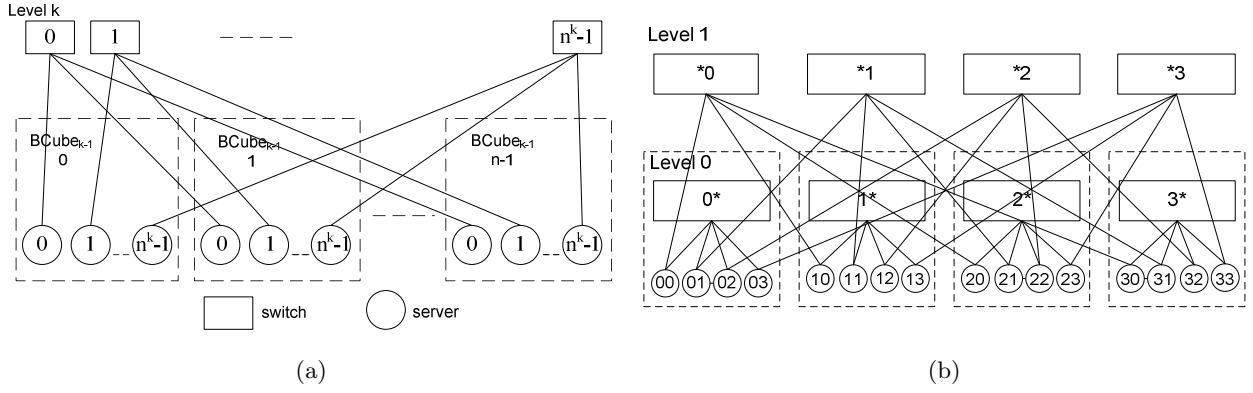 Level k
0 1 n^k-1
BCube_k-1 0
BCube_k-1 1
BCube_k-1 n-1
0 1 n^k-1 0 1 n^k-1 0 1 n^k-1
switch server
(a)
Level 1
*0 *1 *2 *3
Level 0
0* 1* 2* 3*
00 01 02 03 10 11 12 13 20 21 22 23 30 31 32 33
(b)